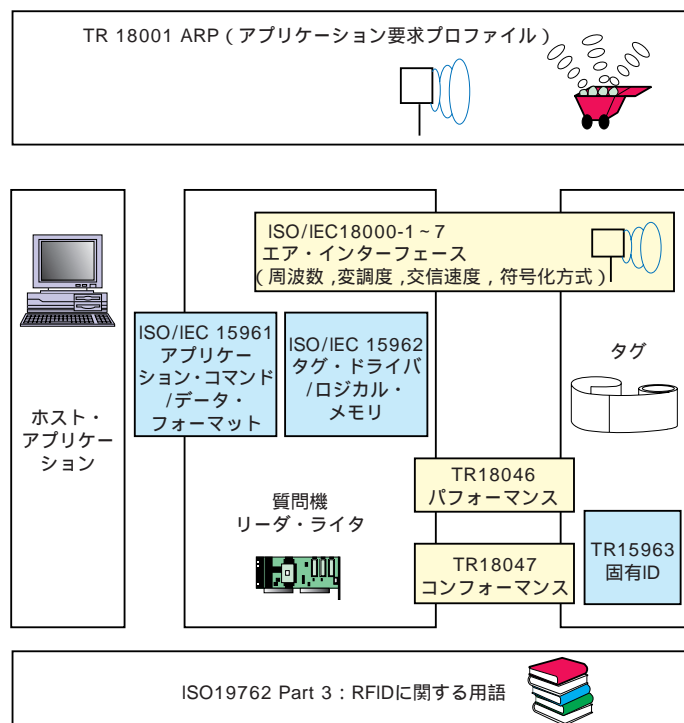 TR 18001 ARP ( アプリケーション要求プロファイル )
ISO/IEC18000-1 ~ 7
エア・インターフェース
( 周波数 , 変調度 , 交信速度 , 符号化方式 )
ISO/IEC 15961
アプリケー
ション・コマンド
/データ・
フォーマット
ISO/IEC 15962
タグ・ドライバ
/ロジカル・
メモリ
タグ
ホスト・
アプリケー
ション
質問機
リーダ・ライタ
TR18046
パフォーマンス
TR18047
コンフォーマンス
TR15963
固有ID
ISO19762 Part 3 : RFIDに関する用語